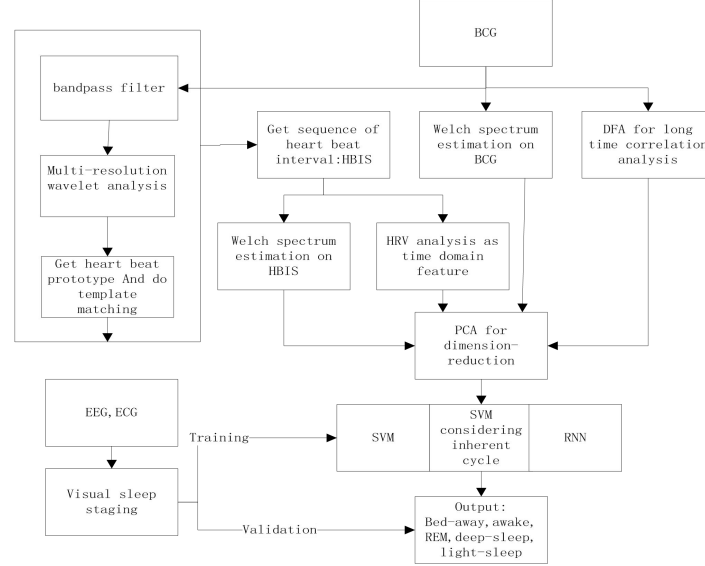 BCG
bandpass filter
Multi-resolution
wavelet analysis
Get heart beat
prototype And do
template
matching
Get sequence of
heart beat
interval:HBIS
Welch spectrum
estimation on
BCG
DFA for long
time correlation
analysis
Welch spectrum
estimation on
HBIS
HRV analysis as
time domain
feature
PCA for
dimension-
reduction
EEG,ECG
Visual sleep
staging
Training
SVM
SVM
considering
inherent
cycle
RNN
Validation
Output:
Bed-away,awake,
REM,deep-sleep,
light-sleep